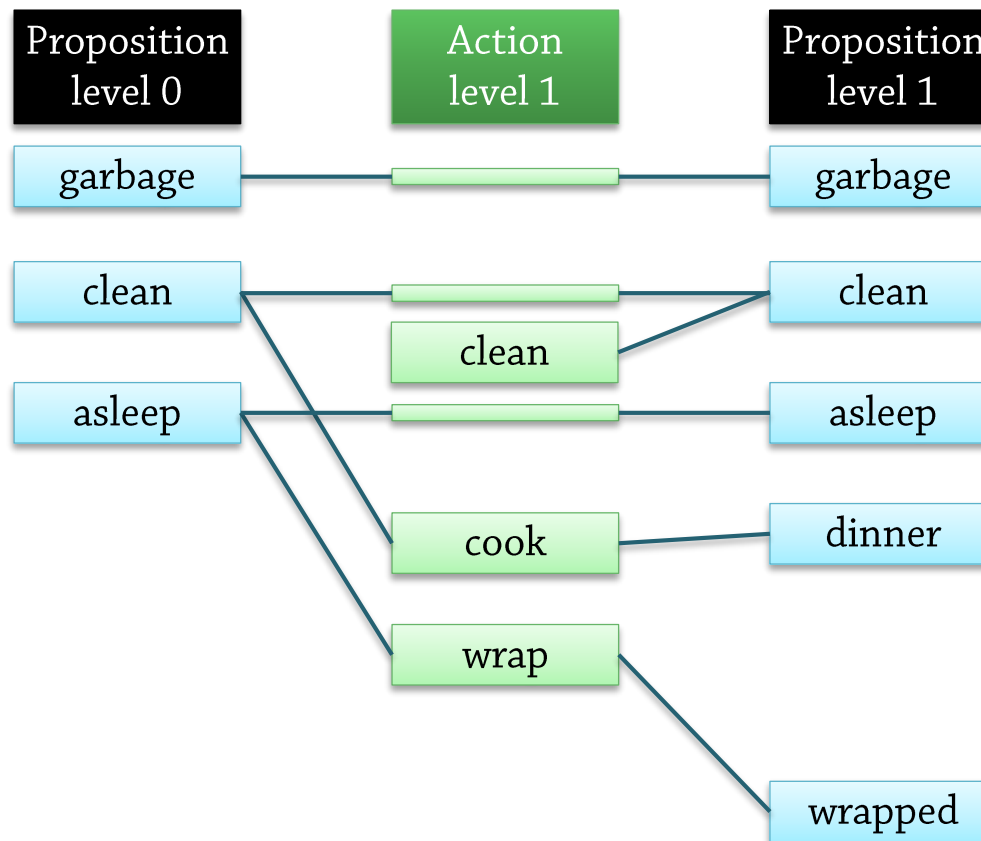 Proposition
level 0
Action
level 1
Proposition
level 1
garbage
garbage
clean
clean
clean
asleep
asleep
cook
dinner
wrap
wrapped